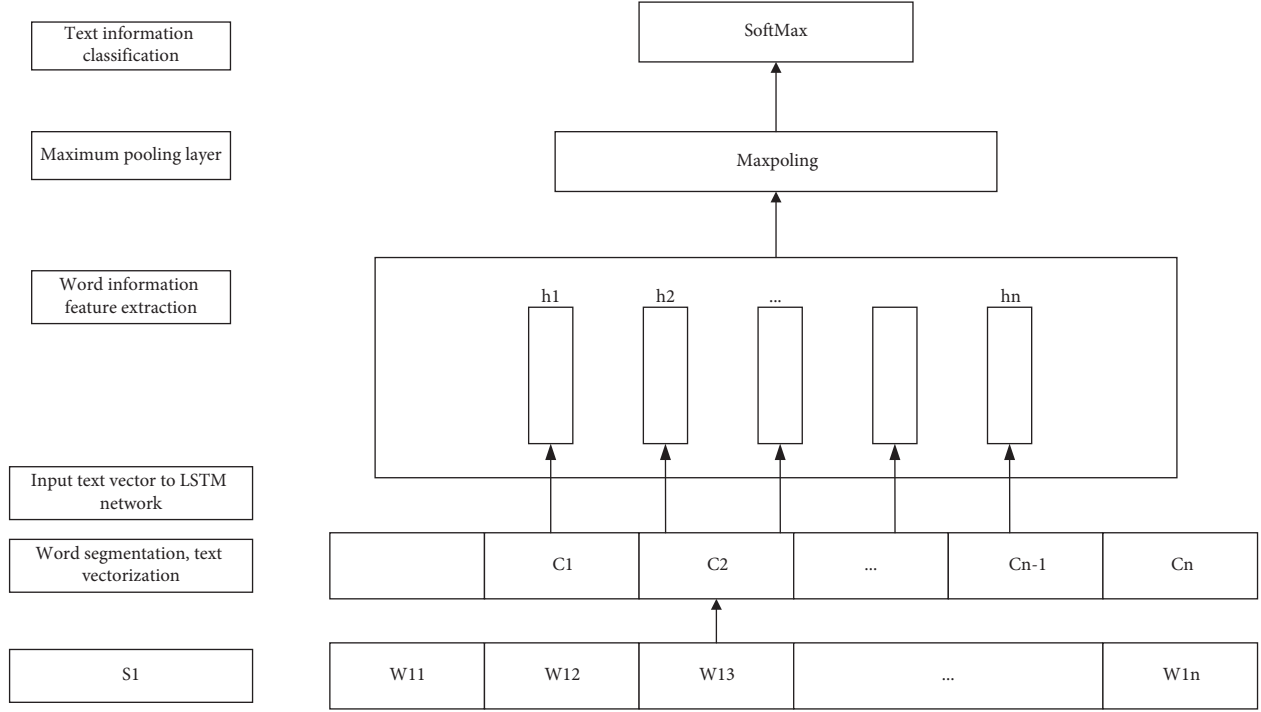 Text information
classification
SoftMax
Maximum pooling layer
Maxpoling
Word information
feature extraction
h1 h2 ... hn
Input text vector to LSTM
network
Word segmentation, text
vectorization
C1 C2 ... Cn-1 Cn
S1 W11 W12 W13 ... W1n